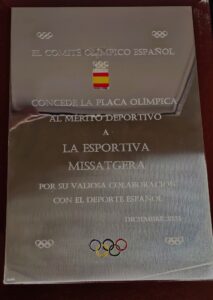 EL COMITÉ OLÍMPICO ESPAÑOL
CONCEDE LA PLACA OLÍMPICA
AL MÉRITO DEPORTIVO
A
LA ESPORTIVA
MISSATGERA
POR SU VALIOSA COLABORACIÓN
CON EL DEPORTE ESPAÑOL
DICIEMBRE